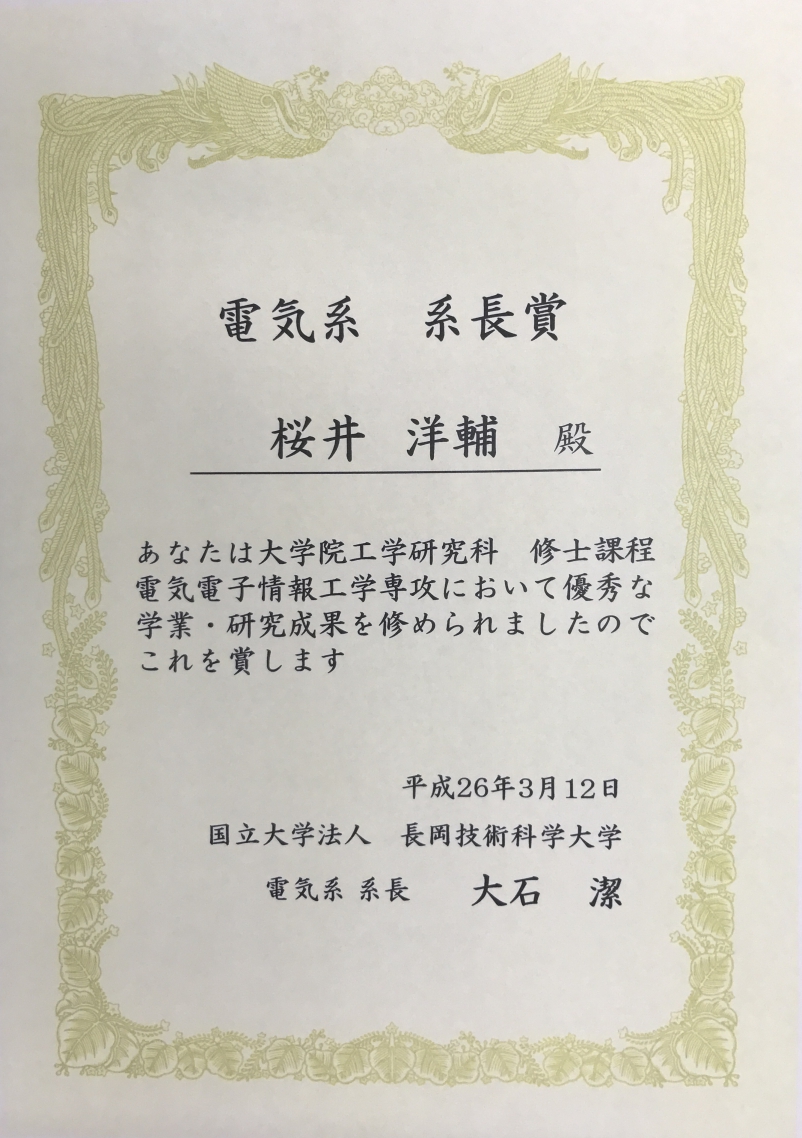 電気系　系長賞
桜井　洋輔　殿
あなたは大学院工学研究科　修士課程
電気電子情報工学専攻において優秀な
学業・研究成果を修められましたので
これを賞します
平成26年3月12日
国立大学法人　長岡技術科学大学
電気系 系長　大石　潔